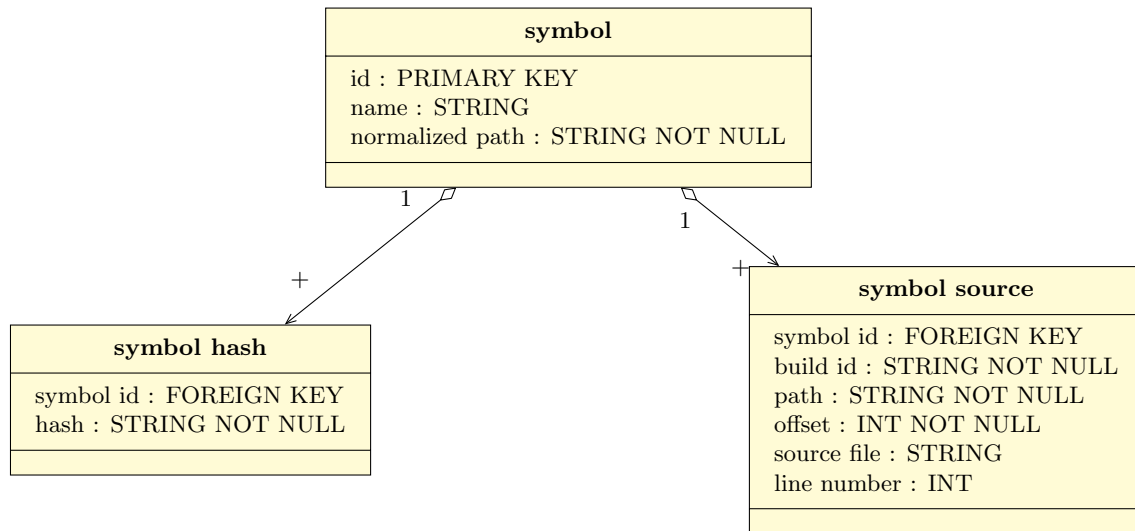 symbol
id : PRIMARY KEY
name : STRING
normalized path : STRING NOT NULL
1
1
+
+
symbol hash
symbol id : FOREIGN KEY
hash : STRING NOT NULL
symbol source
symbol id : FOREIGN KEY
build id : STRING NOT NULL
path : STRING NOT NULL
offset : INT NOT NULL
source file : STRING
line number : INT